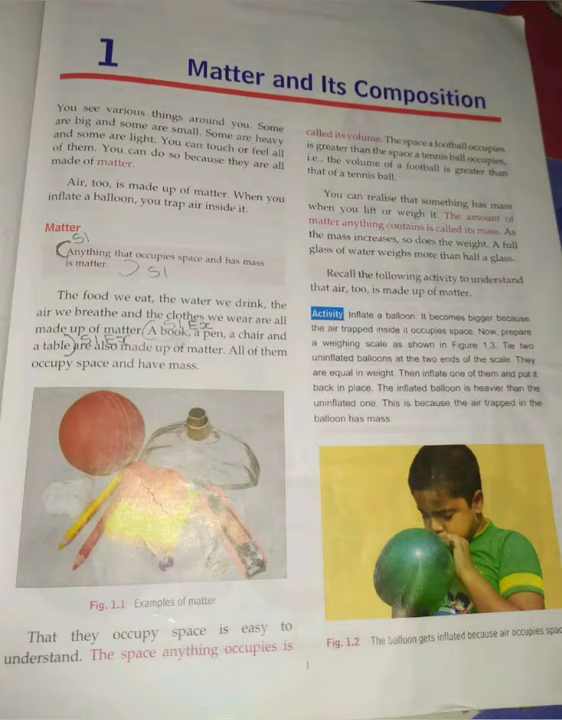 1
Matter and Its Composition
You see various things around you. Some
are big and some are small. Some are heavy
and some are light. You can touch or feel all
of them. You can do so because they are all
made of matter.
Air, too, is made up of matter. When you
inflate a balloon, you trap air inside it.
Matter
S1
Anything that occupies space and has mass
is matter.
S1
The food we eat, the water we drink, the
air we breathe and the clothes we wear are all
S1 Ex
made up of matter. A book, a pen, a chair and
S1 Ex
a table are also made up of matter. All of them
occupy space and have mass.
Fig. 1.1 Examples of matter
That they occupy space is easy to
understand. The space anything occupies is
called its volume. The space a football occupies
is greater than the space a tennis ball occupies,
i.e., the volume of a football is greater than
that of a tennis ball.
You can realise that something has mass
when you lift or weigh it. The amount of
matter anything contains is called its mass. As
the mass increases, so does the weight. A full
glass of water weighs more than half a glass.
Recall the following activity to understand
that air, too, is made up of matter.
Activity Inflate a balloon. It becomes bigger because
the air trapped inside it occupies space. Now, prepare
a weighing scale as shown in Figure 1.3. Tie two
uninflated balloons at the two ends of the scale. They
are equal in weight. Then inflate one of them and put it
back in place. The inflated balloon is heavier than the
uninflated one. This is because the air trapped in the
balloon has mass.
Fig. 1.2 The balloon gets inflated because air occupies spac
1